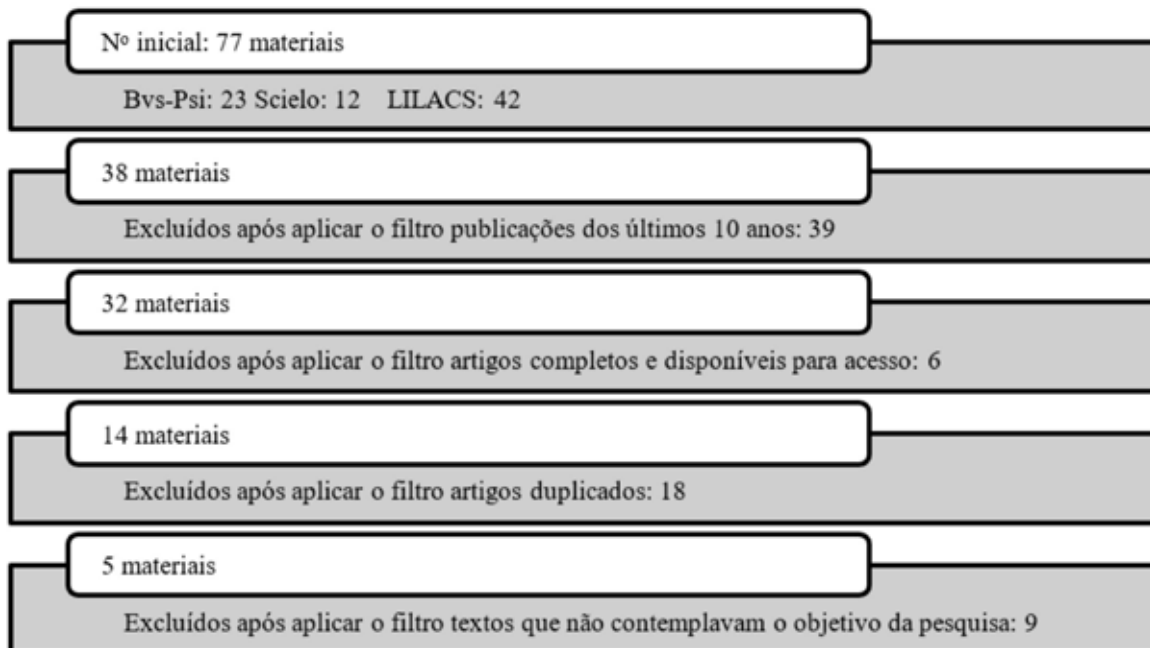 Nº inicial: 77 materiais
Bvs-Psi: 23 Scielo: 12 LILACS: 42
38 materiais
Excluídos após aplicar o filtro publicações dos últimos 10 anos: 39
32 materiais
Excluídos após aplicar o filtro artigos completos e disponíveis para acesso: 6
14 materiais
Excluídos após aplicar o filtro artigos duplicados: 18
5 materiais
Excluídos após aplicar o filtro textos que não contemplavam o objetivo da pesquisa: 9